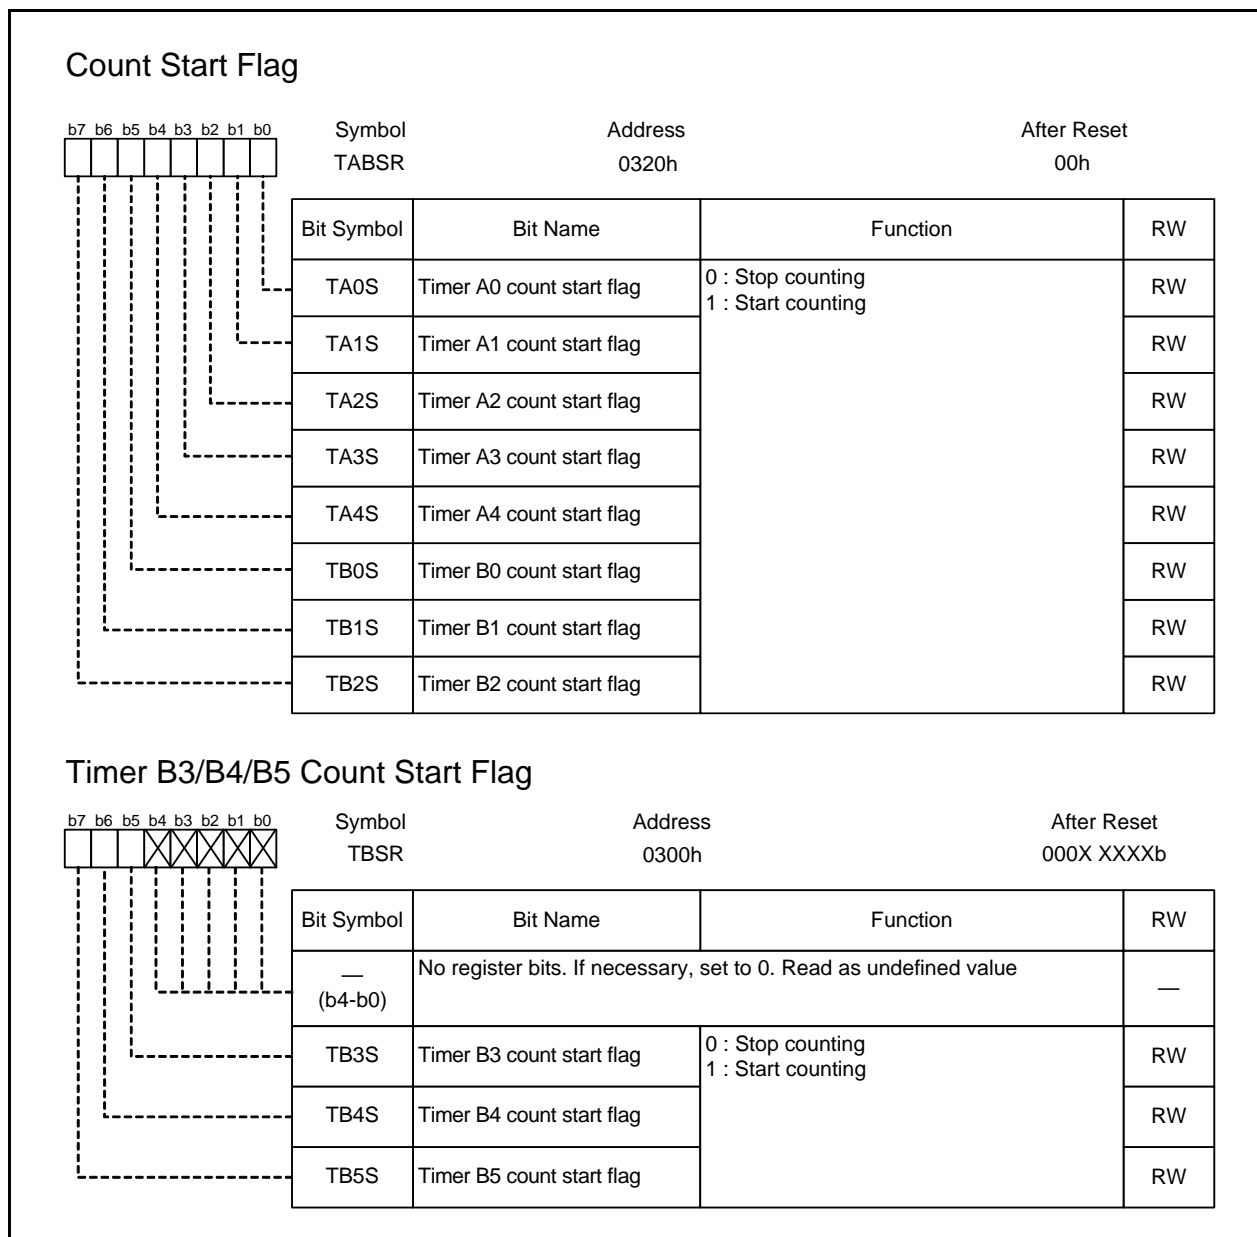 Count Start Flag
b7 b6 b5 b4 b3 b2 b1 b0
Symbol Address After Reset
TABSR 0320h 00h
Bit Symbol Bit Name Function RW
TA0S Timer A0 count start flag 0 : Stop counting RW
1 : Start counting
TA1S Timer A1 count start flag RW
TA2S Timer A2 count start flag RW
TA3S Timer A3 count start flag RW
TA4S Timer A4 count start flag RW
TB0S Timer B0 count start flag RW
TB1S Timer B1 count start flag RW
TB2S Timer B2 count start flag RW
Timer B3/B4/B5 Count Start Flag
b7 b6 b5 b4 b3 b2 b1 b0
Symbol Address After Reset
TBSR 0300h 000X XXXXb
Bit Symbol Bit Name Function RW
— No register bits. If necessary, set to 0. Read as undefined value —
(b4-b0)
TB3S Timer B3 count start flag 0 : Stop counting RW
1 : Start counting
TB4S Timer B4 count start flag RW
TB5S Timer B5 count start flag RW